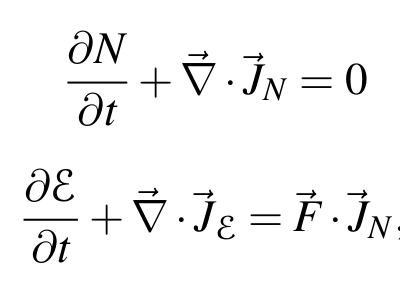 ∂N/∂t + ∇⃗ · J⃗_N = 0
∂ℰ/∂t + ∇⃗ · J⃗_ℰ = F⃗ · J⃗_N,